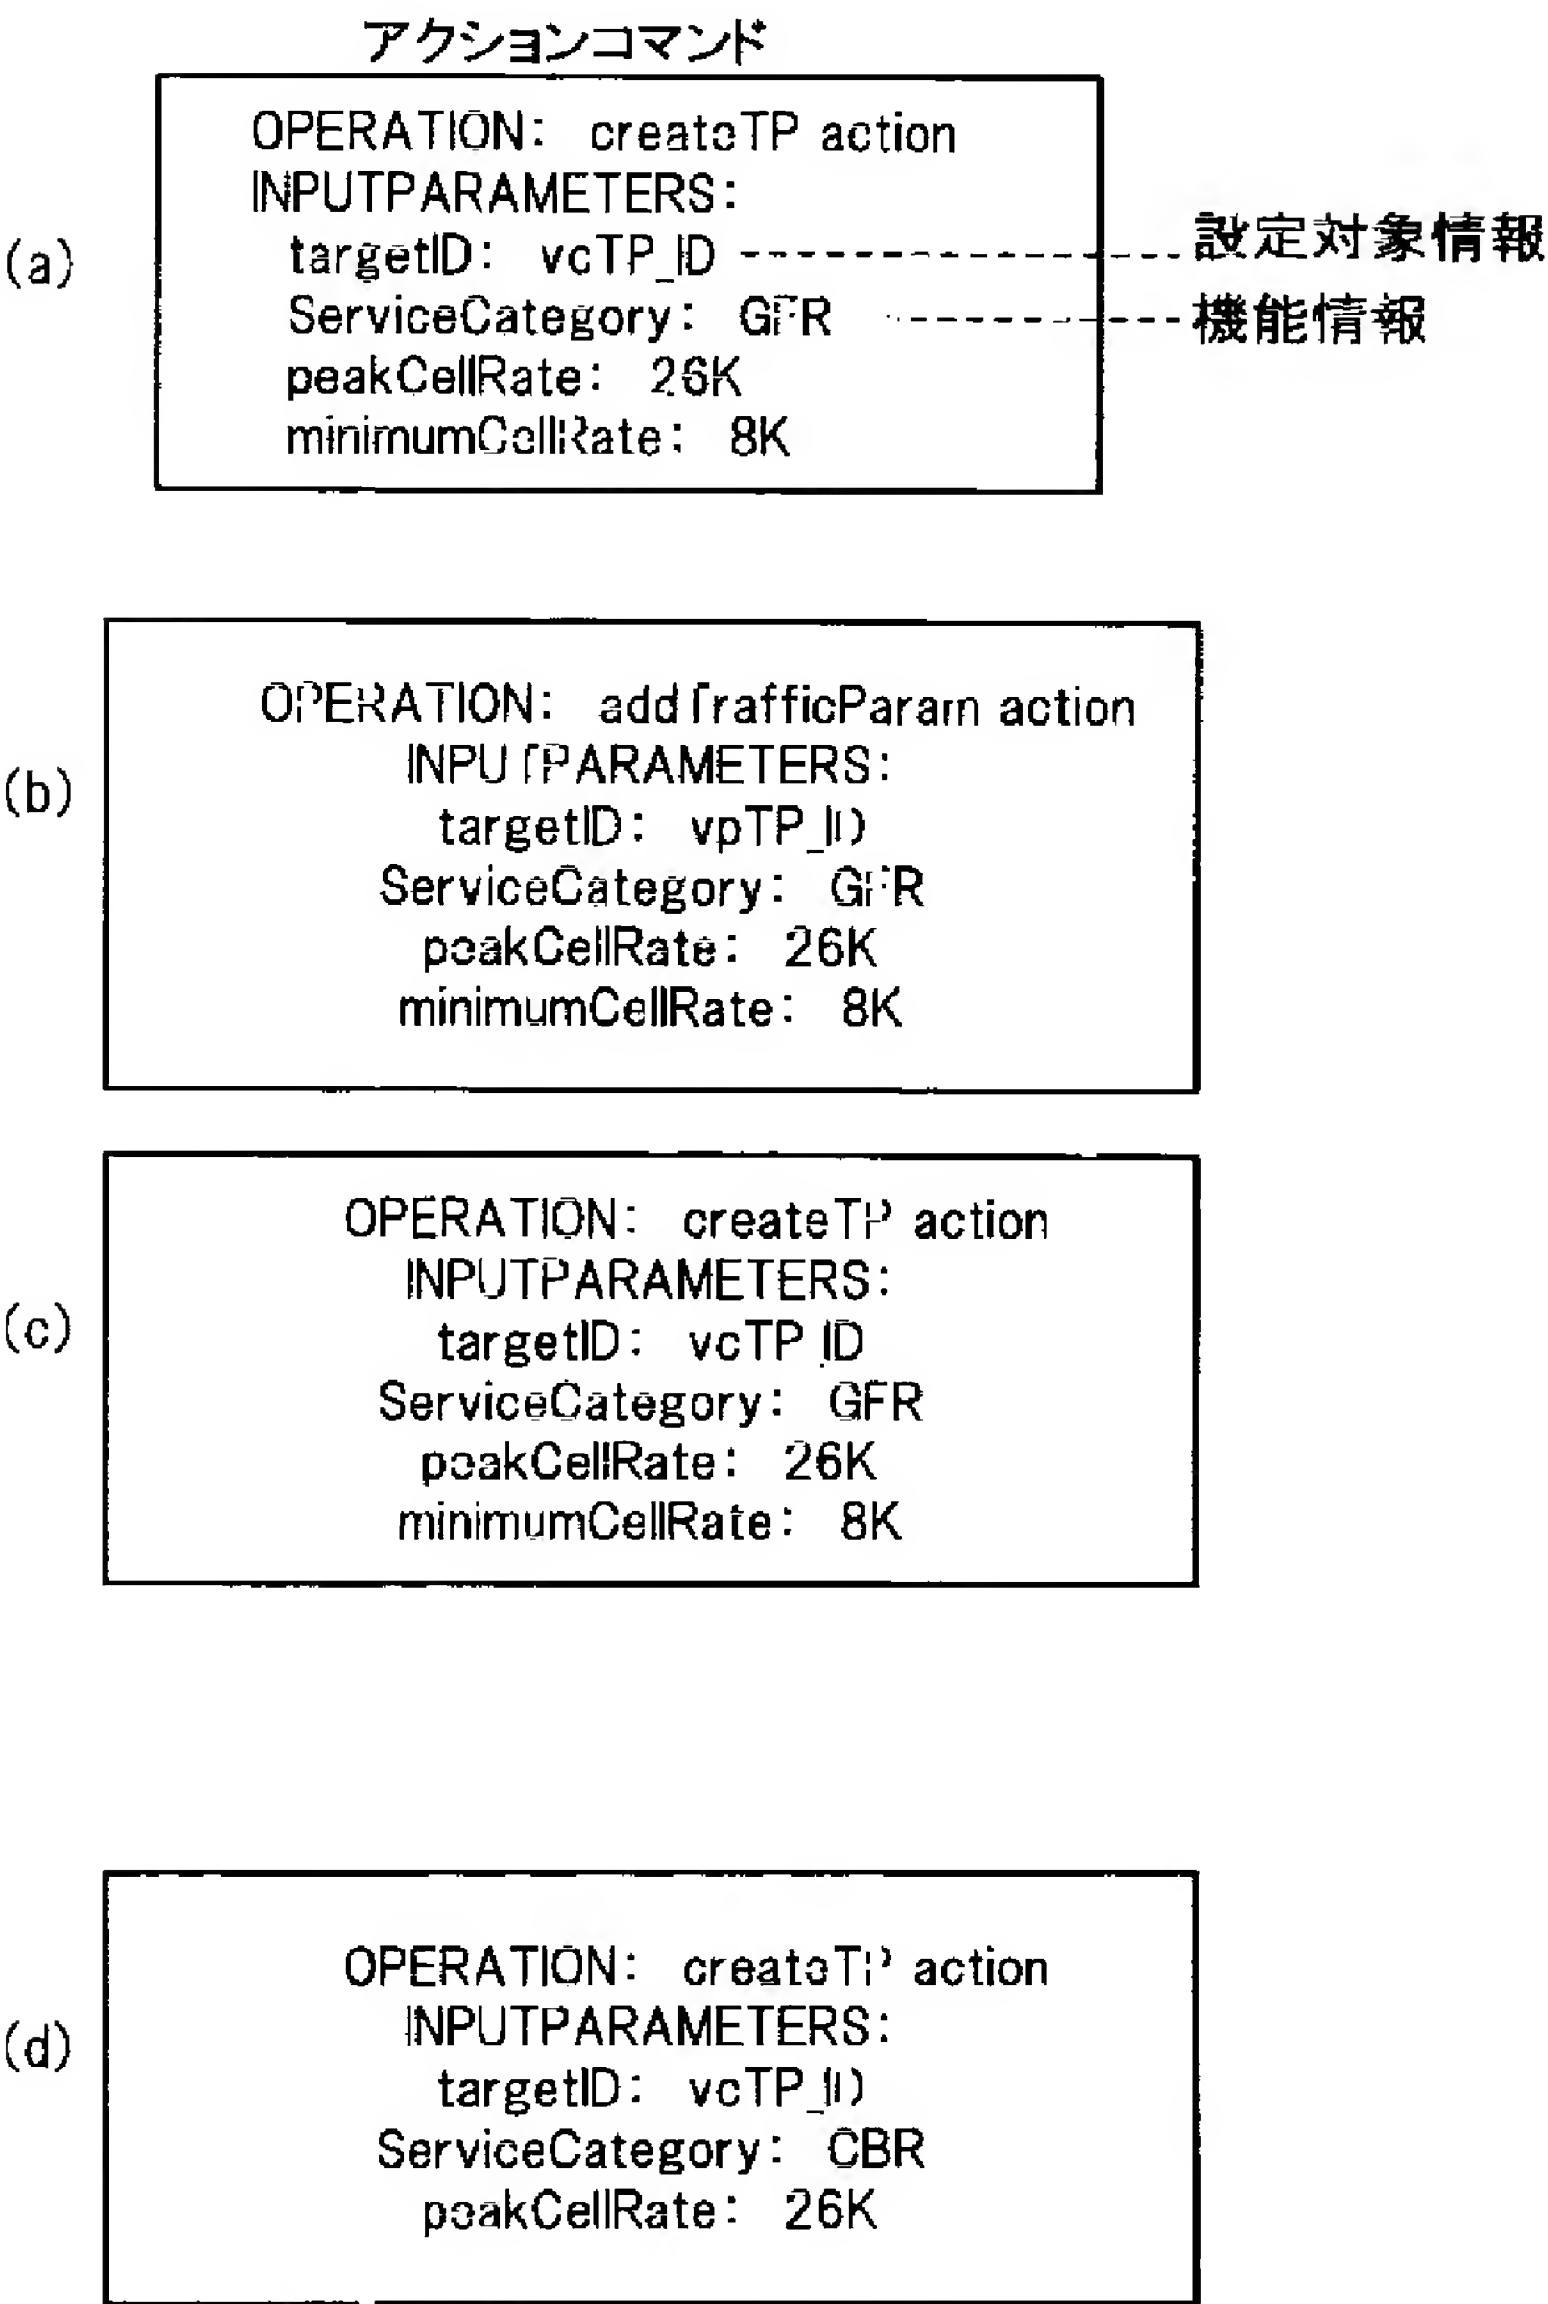 アクションコマンド
(a)
OPERATION: createTP action
INPUTPARAMETERS:
targetID: vcTP_ID 設定対象情報
ServiceCategory: GFR 機能情報
peakCellRate: 26K
minimumCellRate: 8K
(b)
OPERATION: addTrafficParam action
INPUTPARAMETERS:
targetID: vpTP_ID
ServiceCategory: GFR
peakCellRate: 26K
minimumCellRate: 8K
(c)
OPERATION: createTP action
INPUTPARAMETERS:
targetID: vcTP_ID
ServiceCategory: GFR
peakCellRate: 26K
minimumCellRate: 8K
(d)
OPERATION: createTP action
INPUTPARAMETERS:
targetID: vcTP_ID
ServiceCategory: CBR
peakCellRate: 26K